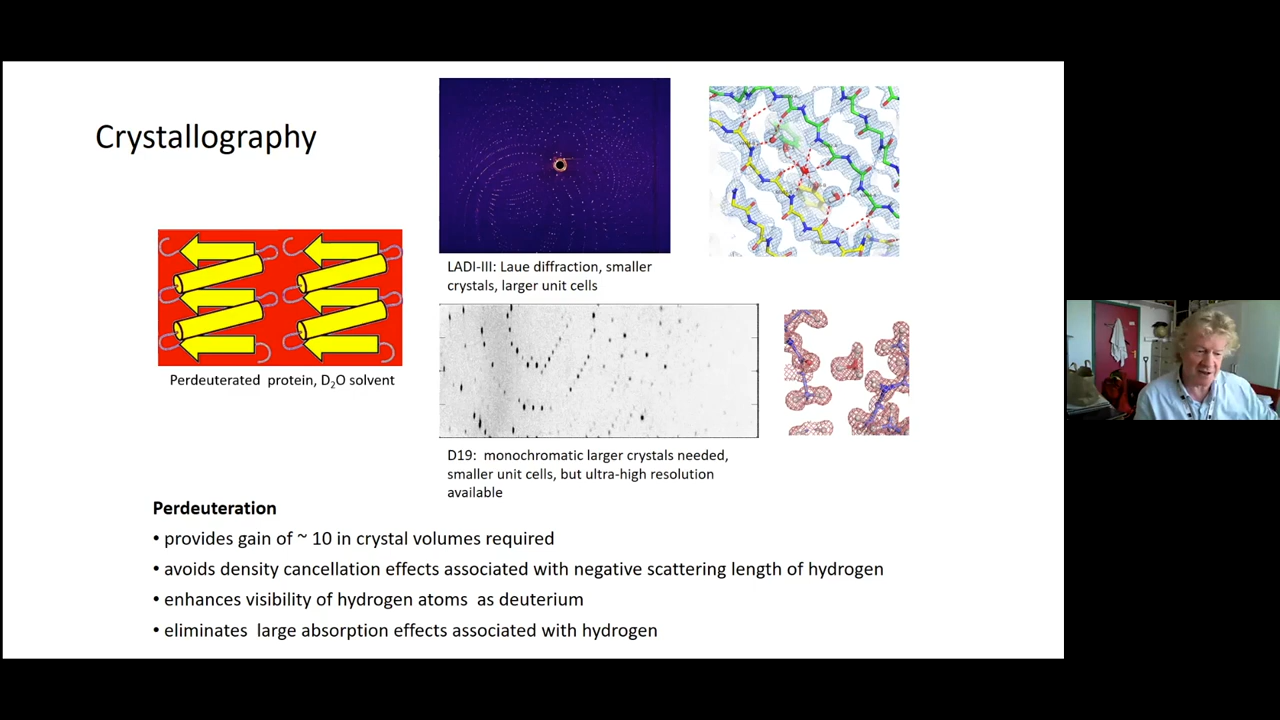 Crystallography
LADI-III: Laue diffraction, smaller
crystals, larger unit cells
Perdeuterated protein, D₂O solvent
D19: monochromatic larger crystals needed,
smaller unit cells, but ultra-high resolution
available
Perdeuteration
• provides gain of ~ 10 in crystal volumes required
• avoids density cancellation effects associated with negative scattering length of hydrogen
• enhances visibility of hydrogen atoms as deuterium
• eliminates large absorption effects associated with hydrogen